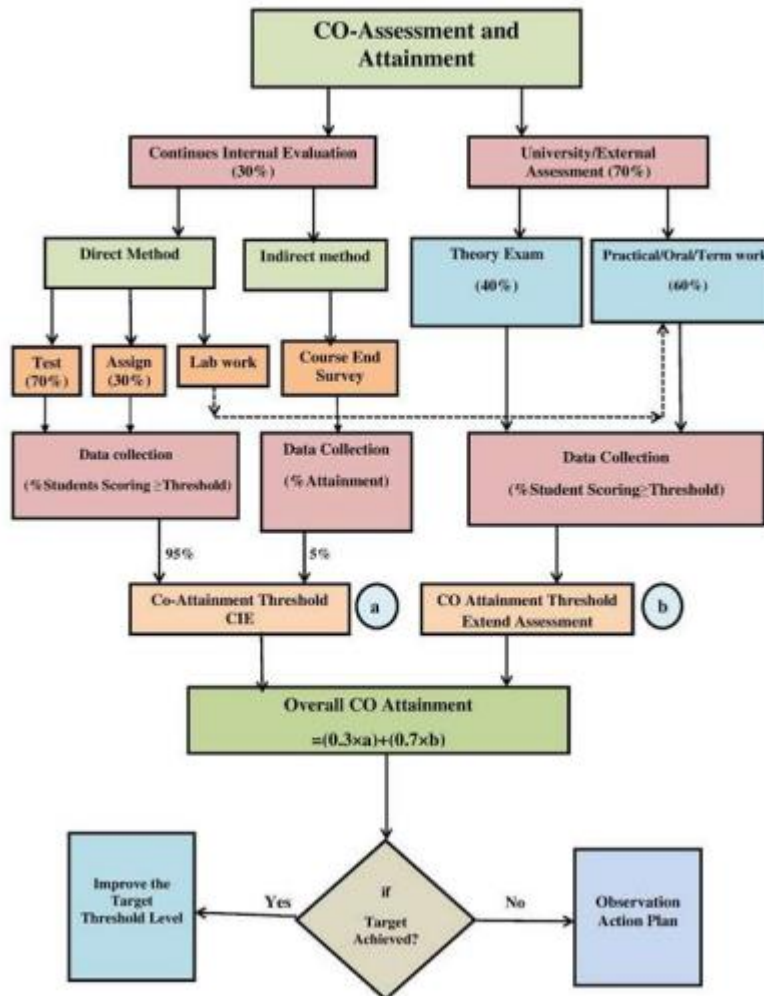 CO-Assessment and
Attainment
Continues Internal Evaluation
(30%)
University/External
Assessment (70%)
Direct Method
Indirect method
Theory Exam
(40%)
Practical/Oral/Term work
(60%)
Test
(70%)
Assign
(30%)
Lab work
Course End
Survey
Data collection
(%Students Scoring ≥Threshold)
Data Collection
(%Attainment)
Data Collection
(%Student Scoring≥Threshold)
95%
5%
Co-Attainment Threshold
CIE
a
CO Attainment Threshold
Extend Assessment
b
Overall CO Attainment
=(0.3×a)+(0.7×b)
Improve the
Target
Threshold Level
Yes
if
Target
Achieved?
No
Observation
Action Plan